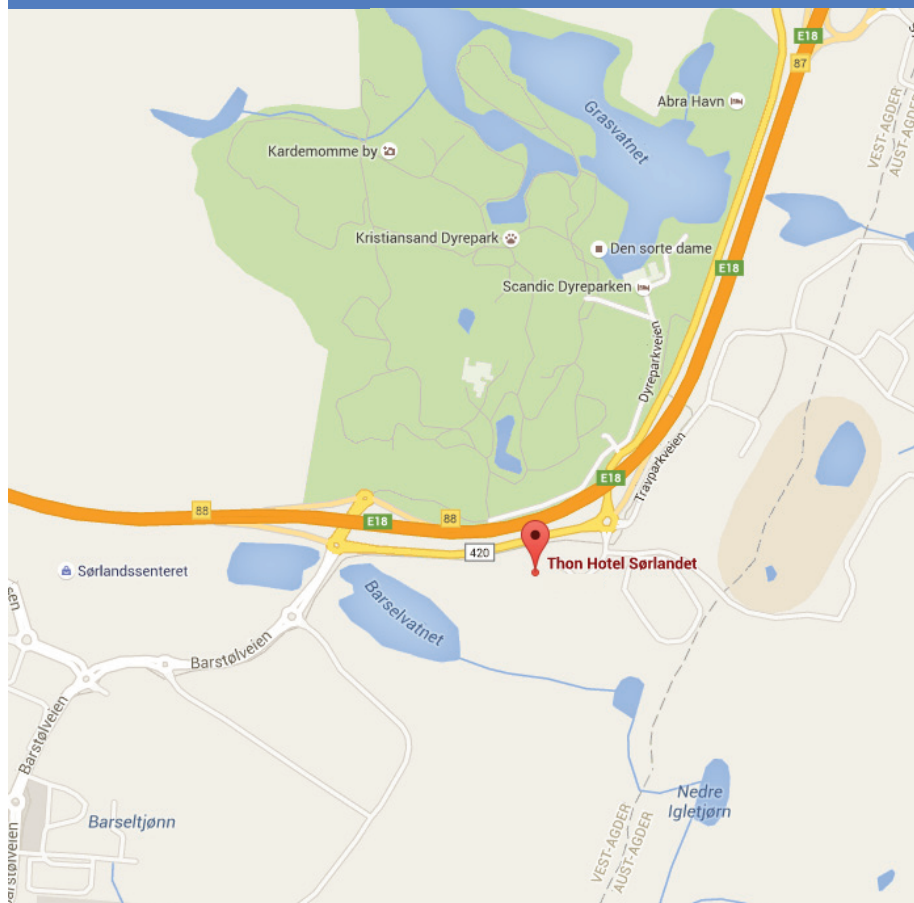 E18
87
Abra Havn
Grasvatnet
VEST-AGDER
AUST-AGDER
Kardemomme by
Kristiansand Dyrepark
Den sorte dame
E18
Scandic Dyreparken
Dyreparkveien
Travparkveien
E18
88
E18
88
420
Thon Hotel Sørlandet
Sørlandssenteret
Barselvatnet
Barstølveien
Barstølveien
Nedre
Igletjørn
Barseltjønn
VEST-AGDER
AUST-AGDER